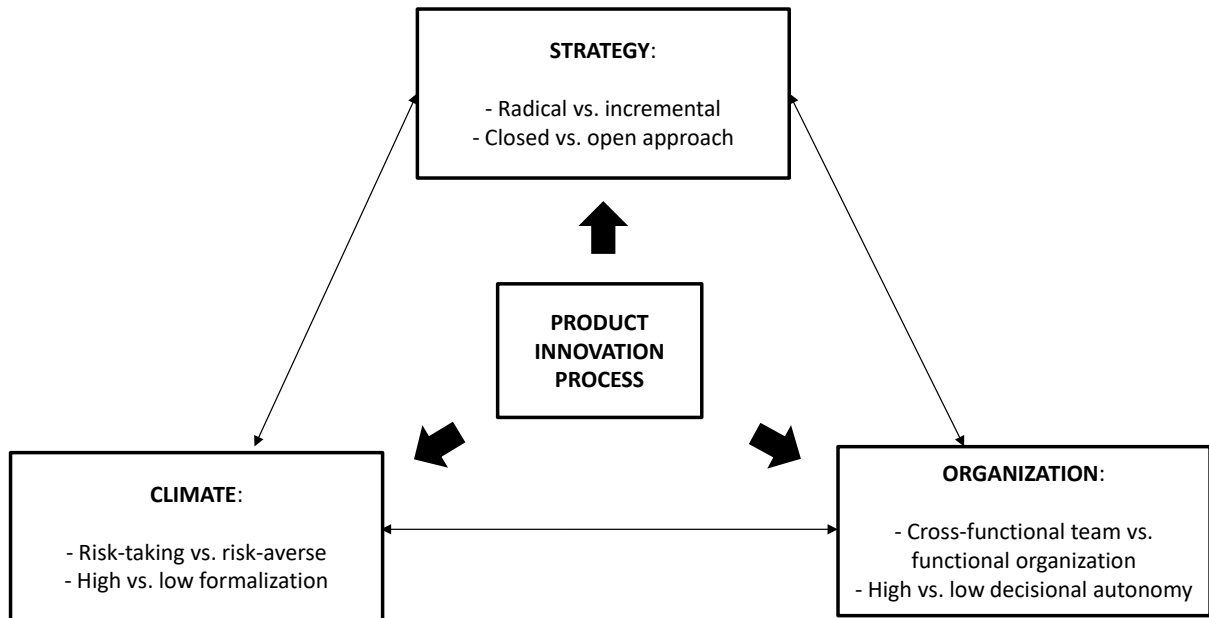 STRATEGY:
- Radical vs. incremental
- Closed vs. open approach
PRODUCT
INNOVATION
PROCESS
CLIMATE:
- Risk-taking vs. risk-averse
- High vs. low formalization
ORGANIZATION:
- Cross-functional team vs.
functional organization
- High vs. low decisional autonomy